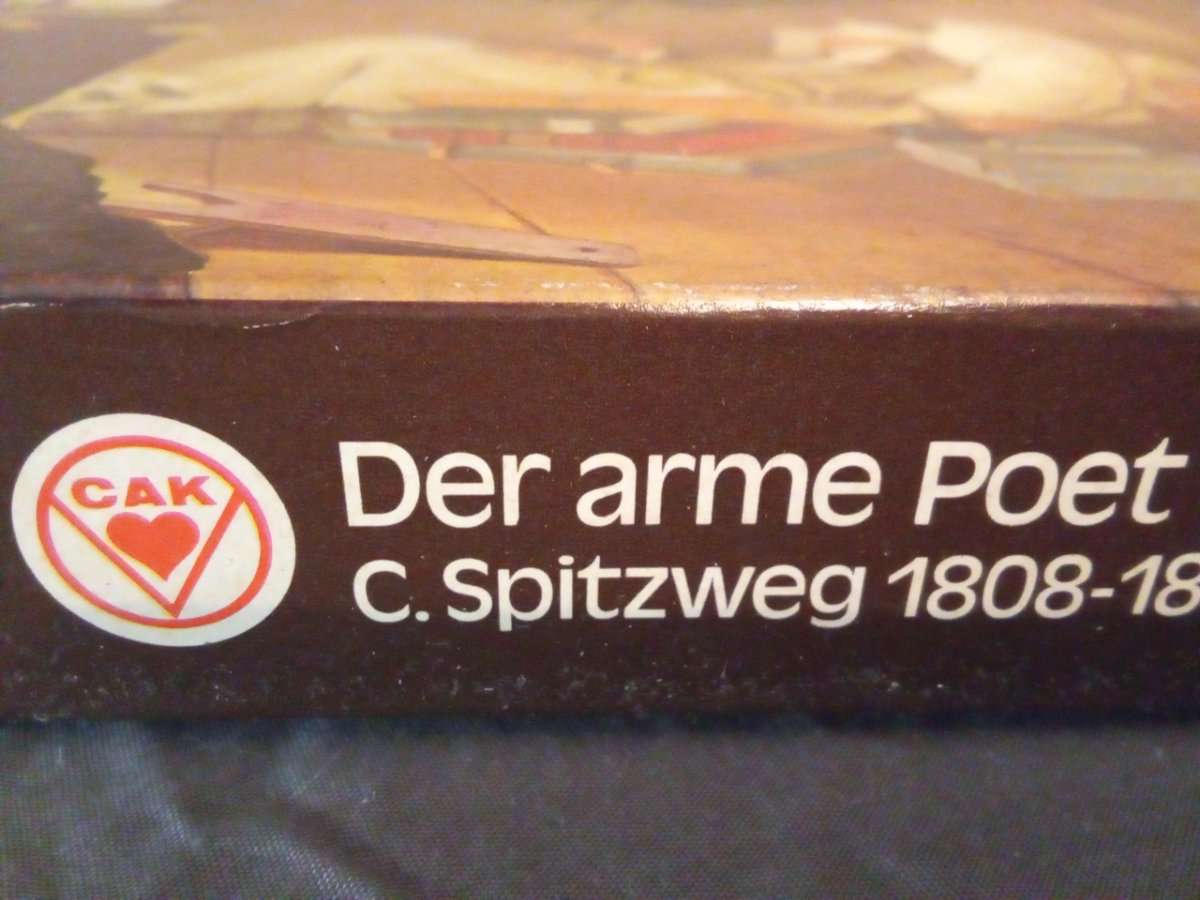 CAK
Der arme Poet
C. Spitzweg 1808-18